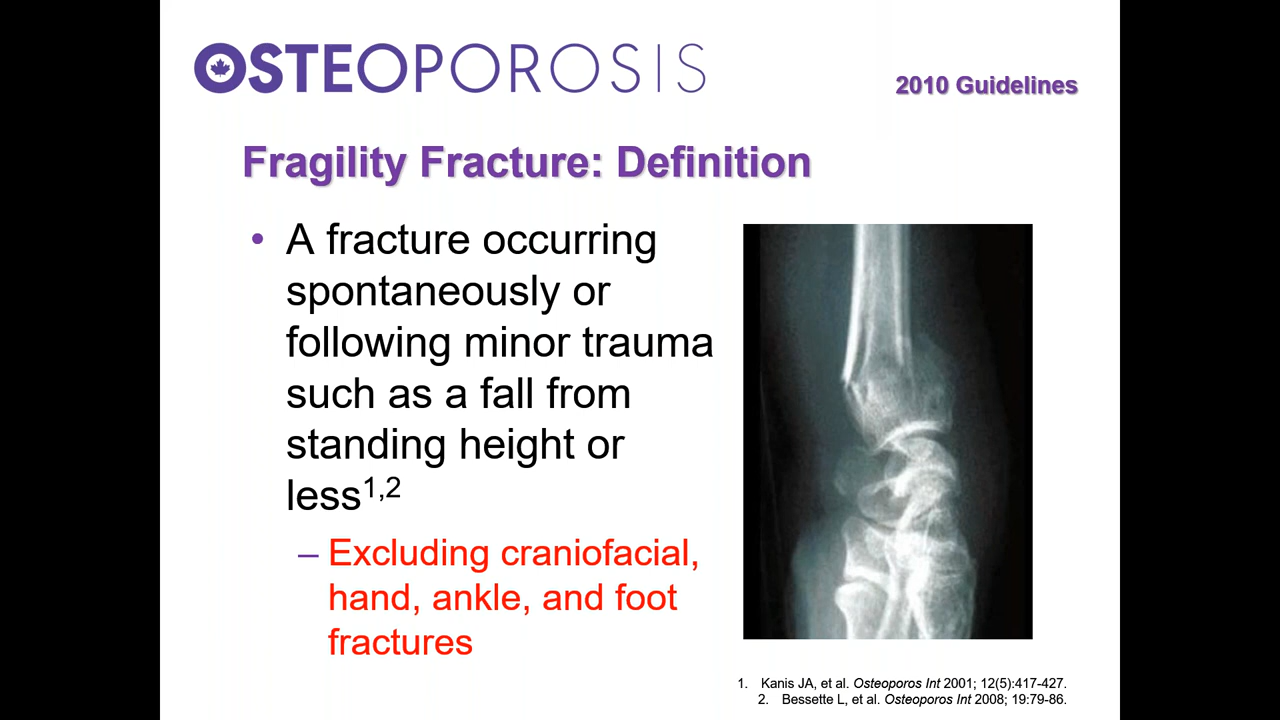 OSTEOPOROSIS
2010 Guidelines
Fragility Fracture: Definition
• A fracture occurring
spontaneously or
following minor trauma
such as a fall from
standing height or
less1,2
– Excluding craniofacial,
hand, ankle, and foot
fractures
1. Kanis JA, et al. Osteoporos Int 2001; 12(5):417-427.
2. Bessette L, et al. Osteoporos Int 2008; 19:79-86.